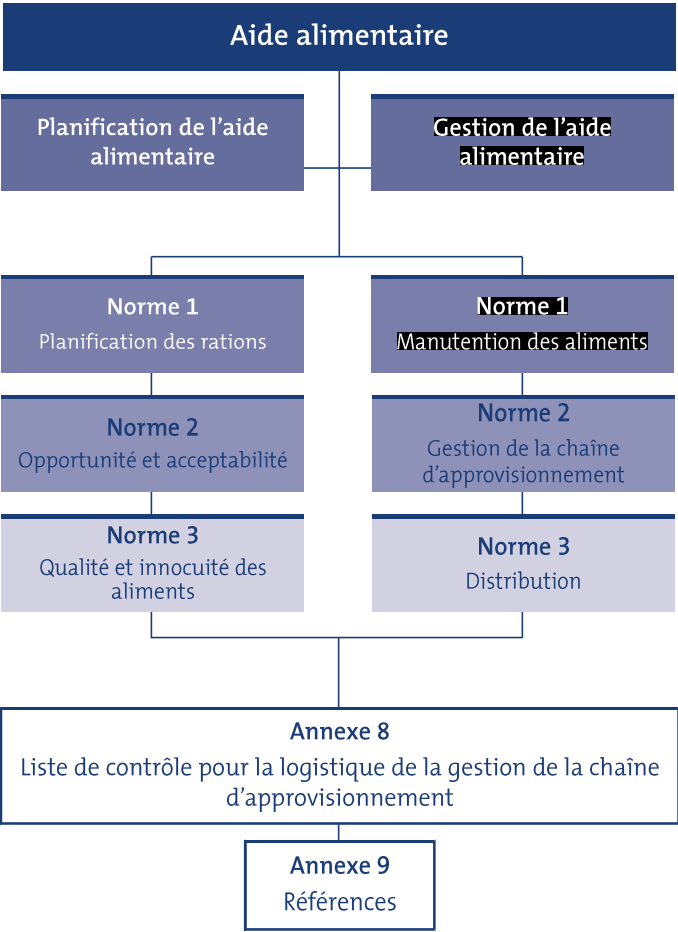 Aide alimentaire
Planification de l’aide
alimentaire
Gestion de l’aide
alimentaire
Norme 1
Planification des rations
Norme 1
Manutention des aliments
Norme 2
Opportunité et acceptabilité
Norme 2
Gestion de la chaîne
d’approvisionnement
Norme 3
Qualité et innocuité des
aliments
Norme 3
Distribution
Annexe 8
Liste de contrôle pour la logistique de la gestion de la chaîne
d’approvisionnement
Annexe 9
Références